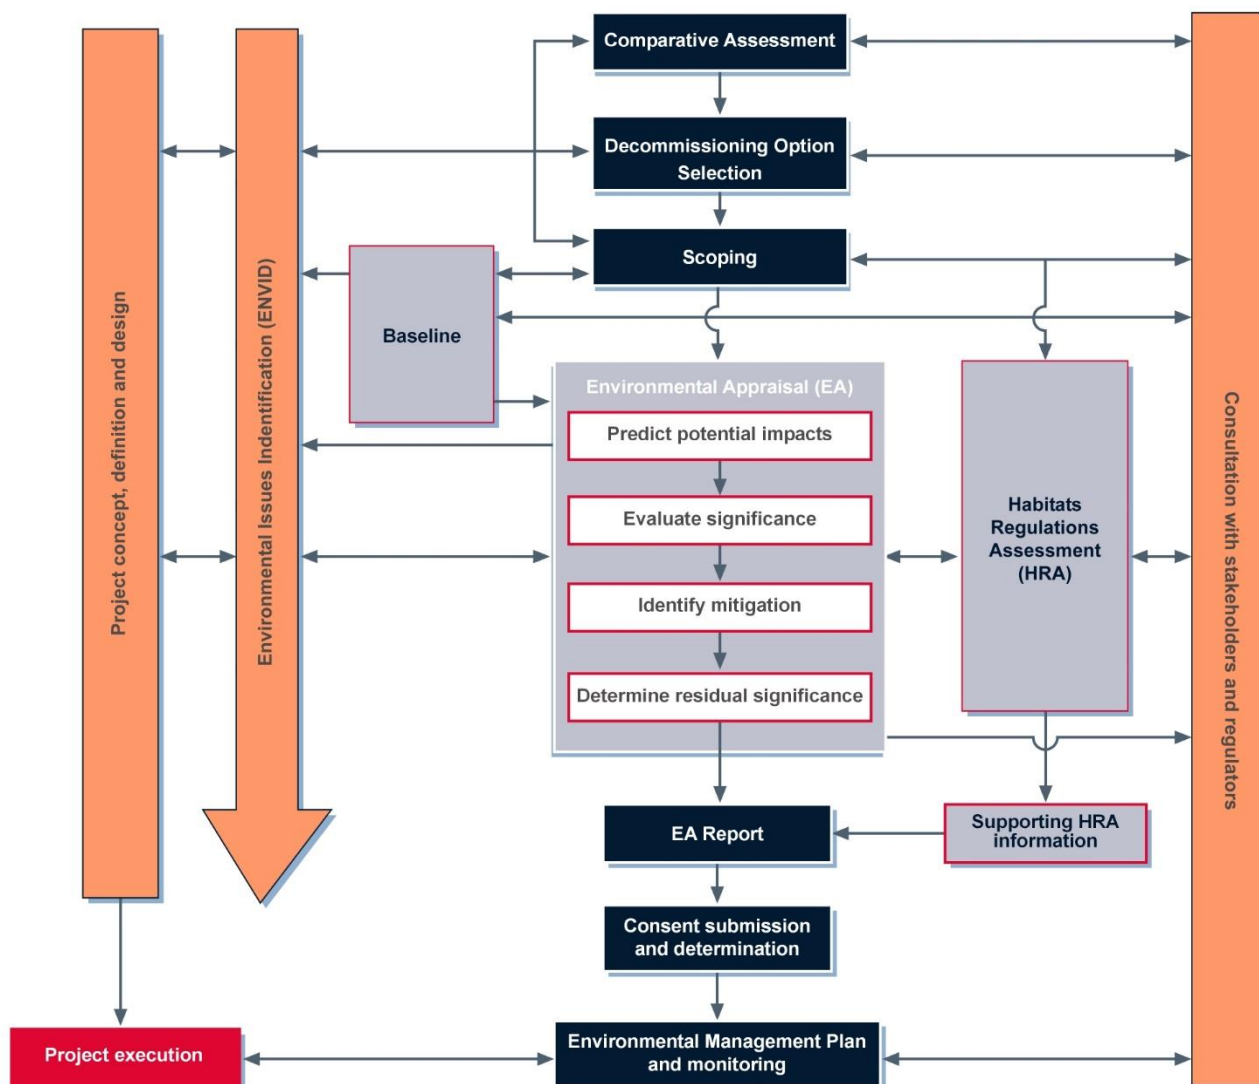 Comparative Assessment
Decommissioning Option
Selection
Scoping
Baseline
Environmental Appraisal (EA)
Predict potential impacts
Evaluate significance
Identify mitigation
Determine residual significance
Habitats
Regulations
Assessment
(HRA)
Project concept, definition and design
Environmental Issues Indentification (ENVID)
Consultation with stakeholders and regulators
EA Report
Supporting HRA
information
Consent submission
and determination
Project execution
Environmental Management Plan
and monitoring